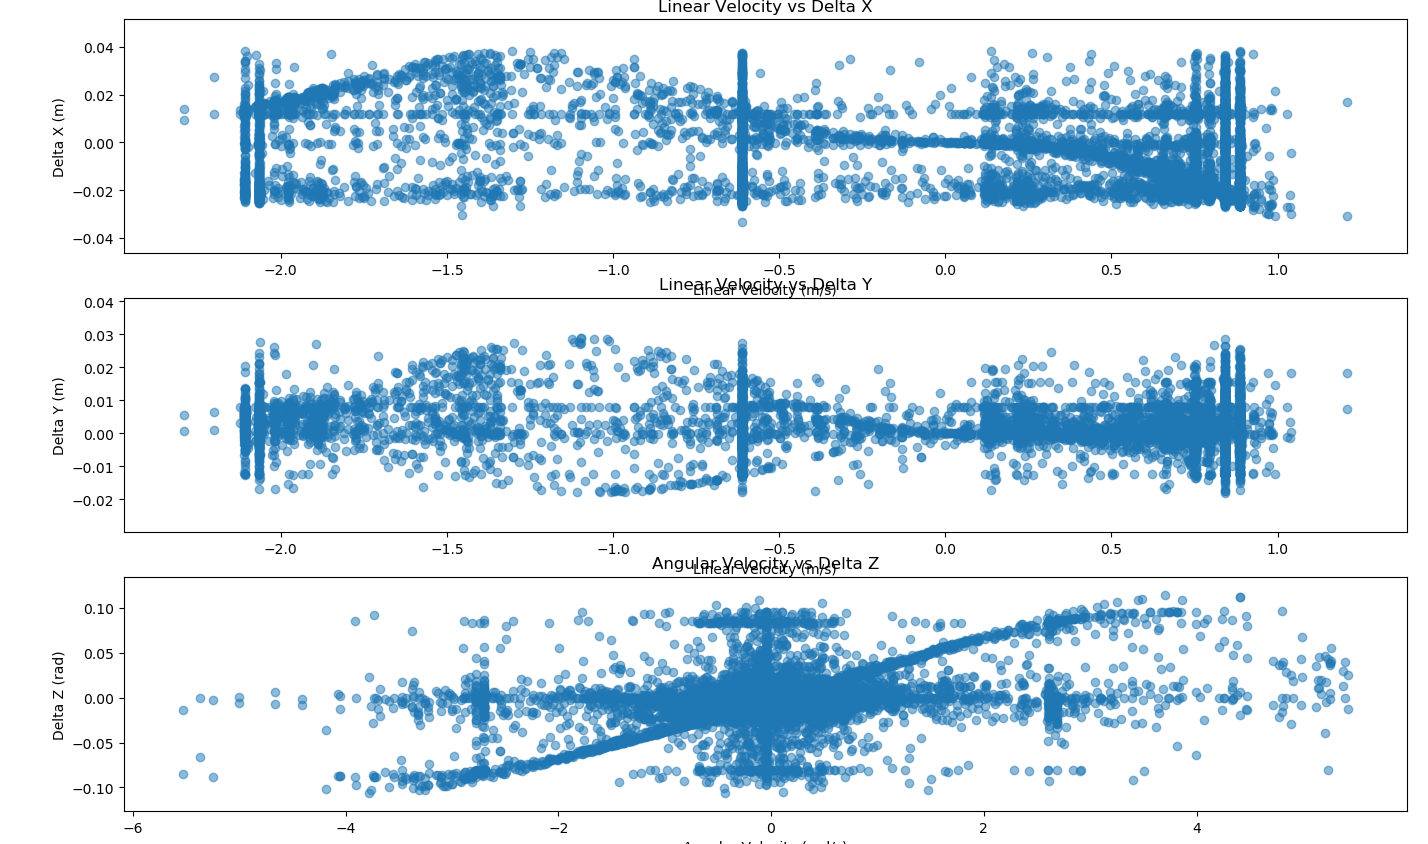 Linear Velocity vs Delta X
0.04
0.02
0.00
−0.02
−0.04
Delta X (m)
−2.0 −1.5 −1.0 −0.5 0.0 0.5 1.0
Linear Velocity (m/s)
Linear Velocity vs Delta Y
0.04
0.03
0.02
0.01
0.00
−0.01
−0.02
Delta Y (m)
−2.0 −1.5 −1.0 −0.5 0.0 0.5 1.0
Linear Velocity (m/s)
Angular Velocity vs Delta Z
0.10
0.05
0.00
−0.05
−0.10
Delta Z (rad)
−6 −4 −2 0 2 4